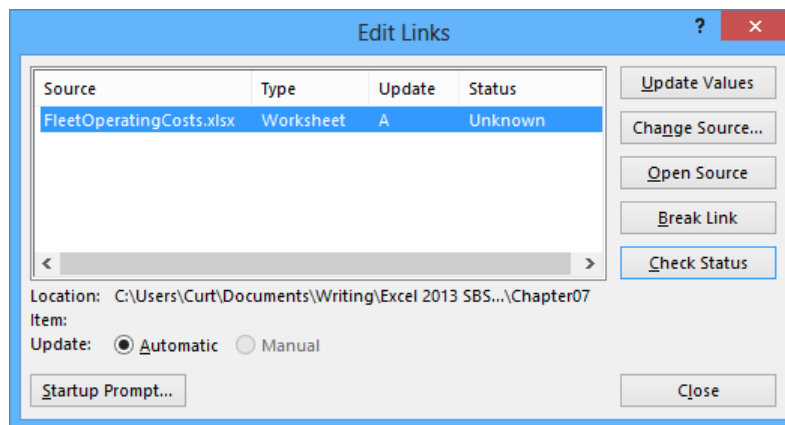 Edit Links
? ×
Source Type Update Status
FleetOperatingCosts.xlsx Worksheet A Unknown
Update Values
Change Source...
Open Source
Break Link
Check Status
Location: C:\Users\Curt\Documents\Writing\Excel 2013 SBS...\Chapter07
Item:
Update: Automatic Manual
Startup Prompt... Close